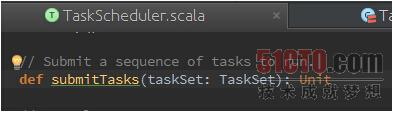 TaskScheduler.scala
Ta
// Submit a sequence of tasks to run.
def submitTasks(taskSet: TaskSet): Unit
51CTO.com
技术成就梦想